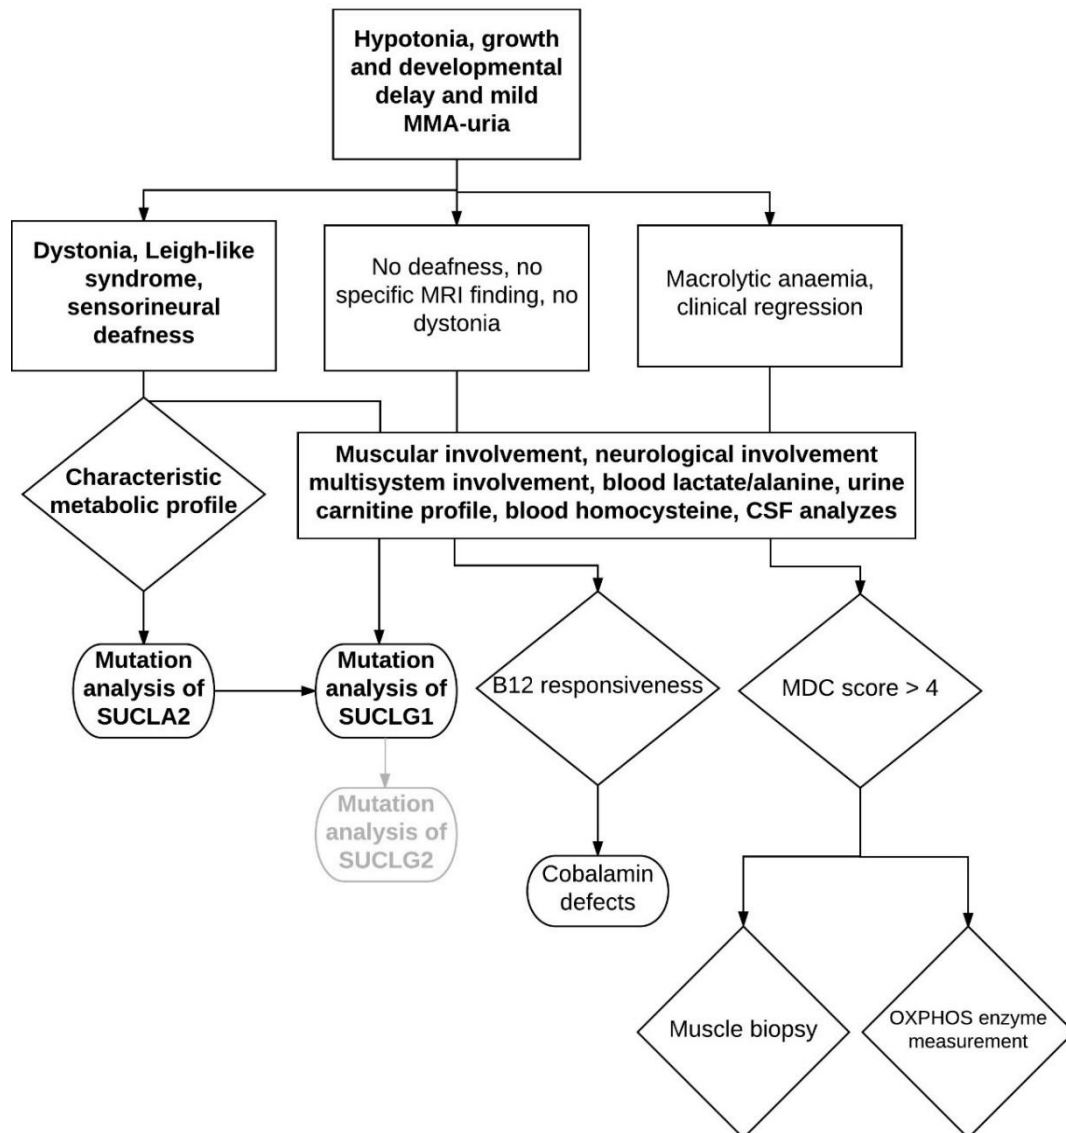 Hypotonia, growth
and developmental
delay and mild
MMA-uria
Dystonia, Leigh-like
syndrome,
sensorineural
deafness
No deafness, no
specific MRI finding, no
dystonia
Macrolytic anaemia,
clinical regression
Characteristic
metabolic profile
Muscular involvement, neurological involvement
multisystem involvement, blood lactate/alanine, urine
carnitine profile, blood homocysteine, CSF analyzes
Mutation
analysis of
SUCLA2
Mutation
analysis of
SUCLG1
B12 responsiveness
MDC score > 4
Mutation
analysis of
SUCLG2
Cobalamin
defects
Muscle biopsy
OXPHOS enzyme
measurement